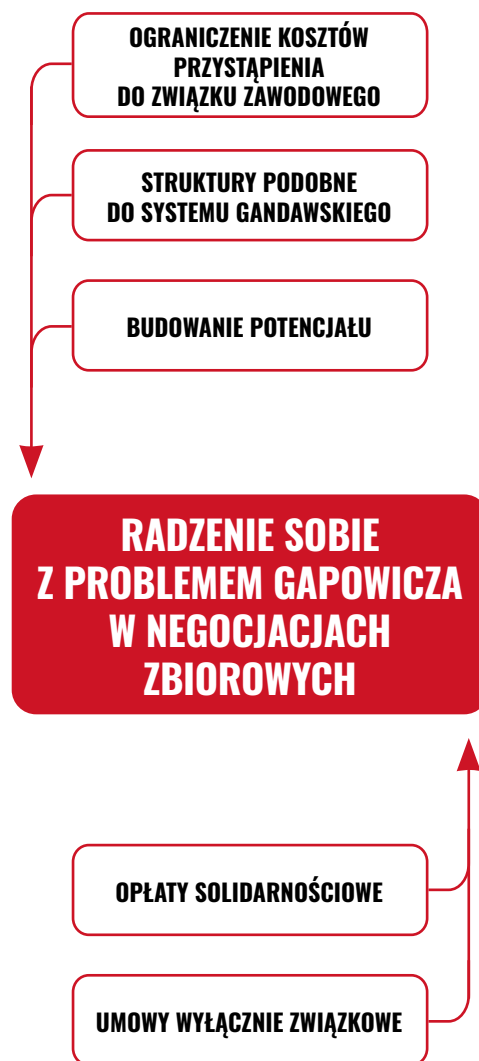 OGRANICZENIE KOSZTÓW
PRZYSTĄPIENIA
DO ZWIĄZKU ZAWODOWEGO
STRUKTURY PODOBNE
DO SYSTEMU GANDAWSKIEGO
BUDOWANIE POTENCJAŁU
RADZENIE SOBIE
Z PROBLEMEM GAPOWICZA
W NEGOCJACJACH
ZBIOROWYCH
OPŁATY SOLIDARNOŚCIOWE
UMOWY WYŁĄCZNIE ZWIĄZKOWE